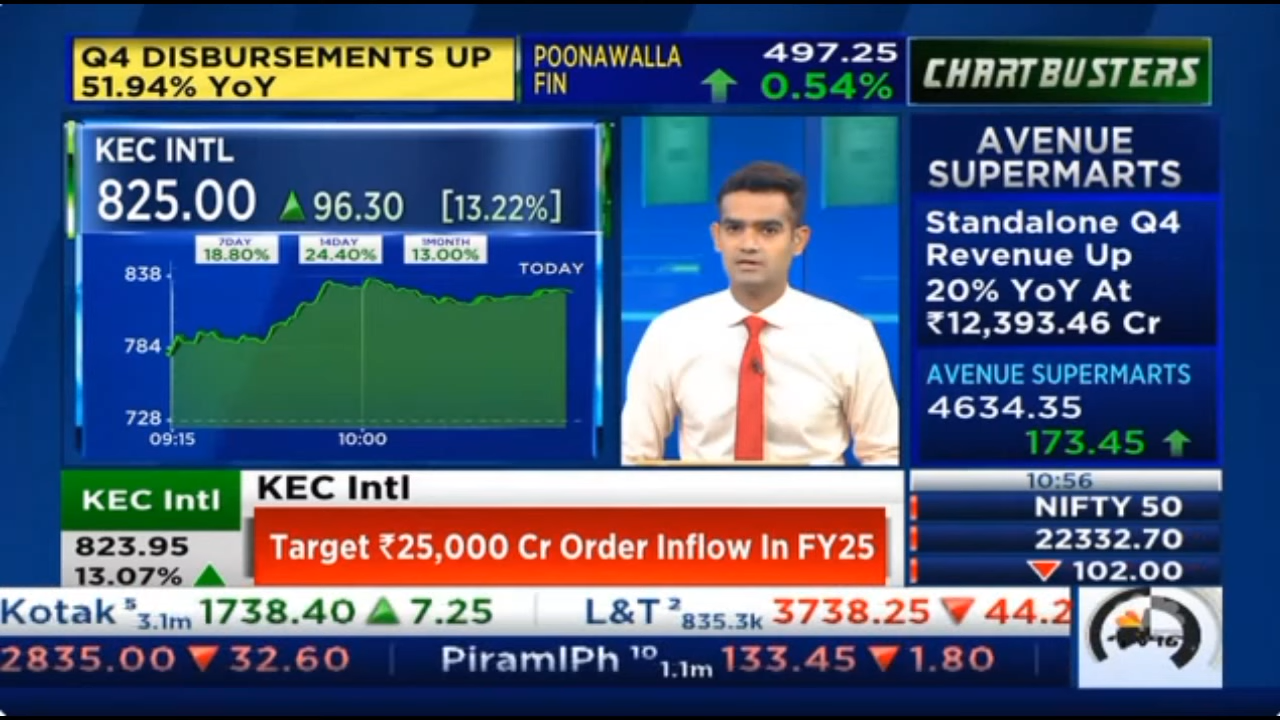 Q4 DISBURSEMENTS UP
51.94% YoY
POONAWALLA
FIN
497.25
0.54%
CHARTBUSTERS
KEC INTL
825.00 96.30 [13.22%]
7DAY 14DAY 1MONTH
18.80% 24.40% 13.00%
TODAY
838
784
728
09:15 10:00
AVENUE
SUPERMARTS
Standalone Q4
Revenue Up
20% YoY At
₹12,393.46 Cr
AVENUE SUPERMARTS
4634.35
173.45
KEC Intl
823.95
13.07%
KEC Intl
Target ₹25,000 Cr Order Inflow In FY25
10:56
NIFTY 50
22332.70
102.00
Kotak 5 3.1m 1738.40 7.25 L&T 2 835.3k 3738.25 44.2
2835.00 32.60 PiramlPh 10 1.1m 133.45 1.80